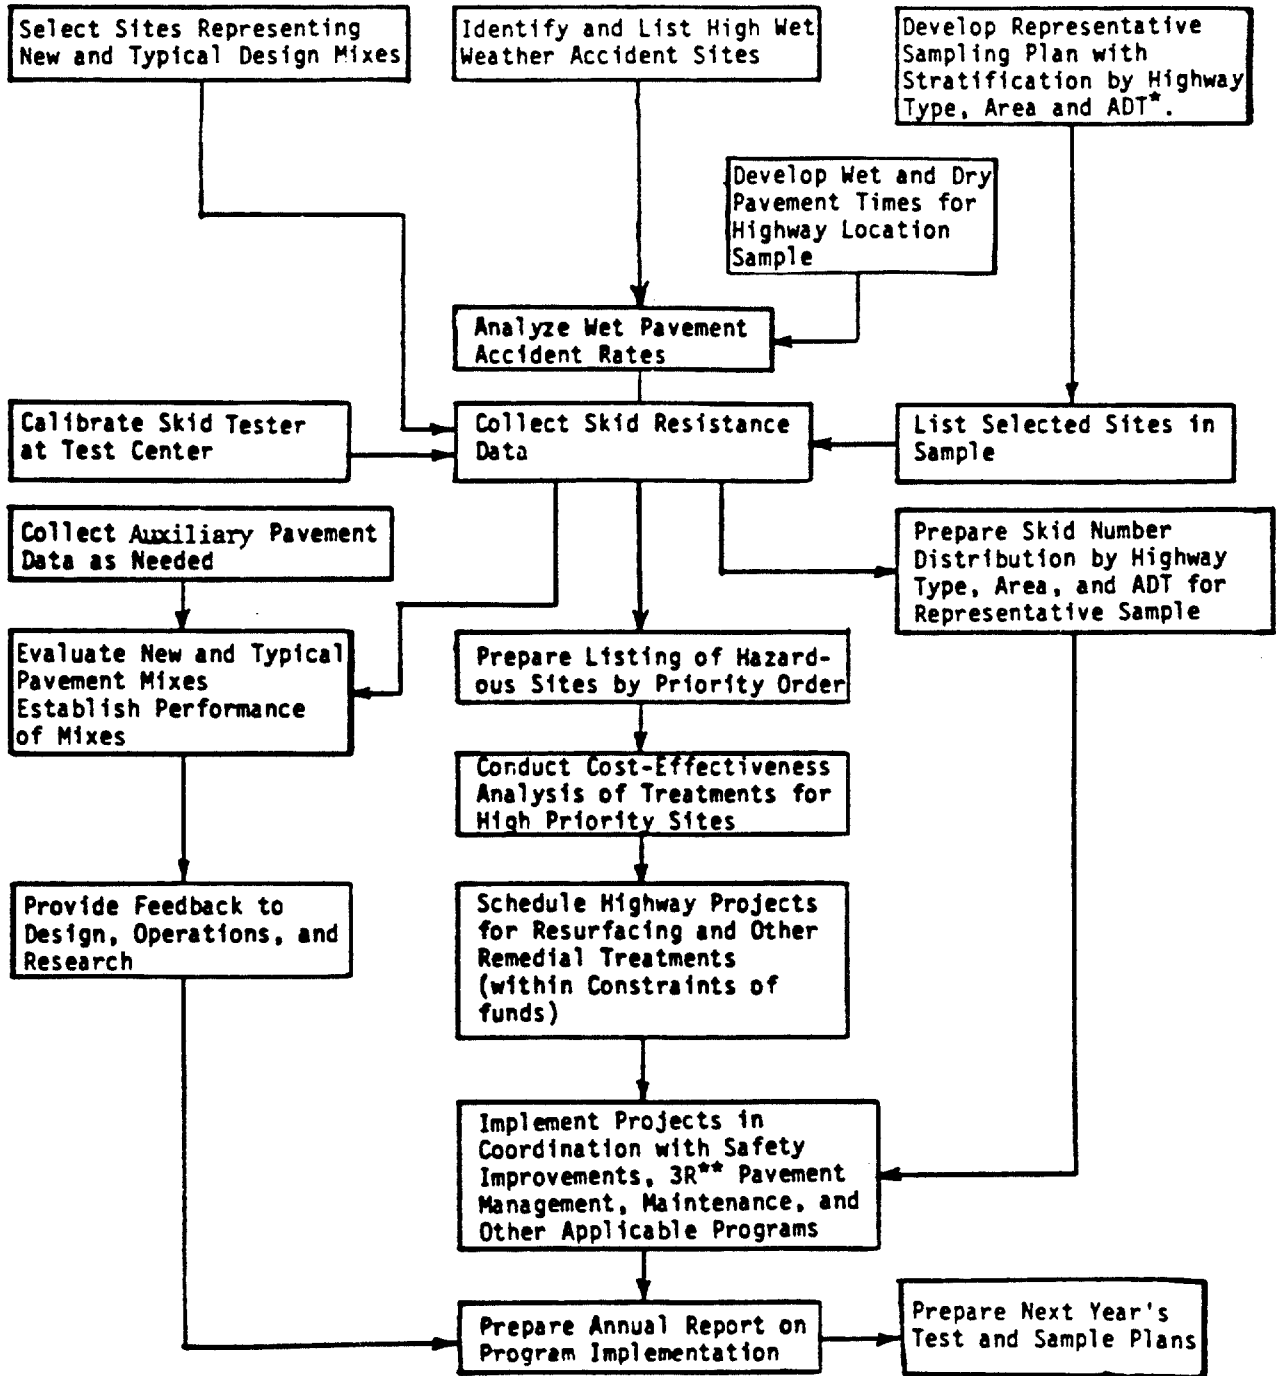 Select Sites Representing
New and Typical Design Mixes
Identify and List High Wet
Weather Accident Sites
Develop Representative
Sampling Plan with
Stratification by Highway
Type, Area and ADT*.
Develop Wet and Dry
Pavement Times for
Highway Location
Sample
Analyze Wet Pavement
Accident Rates
Calibrate Skid Tester
at Test Center
Collect Skid Resistance
Data
List Selected Sites in
Sample
Collect Auxiliary Pavement
Data as Needed
Prepare Skid Number
Distribution by Highway
Type, Area, and ADT for
Representative Sample
Evaluate New and Typical
Pavement Mixes
Establish Performance
of Mixes
Prepare Listing of Hazard-
ous Sites by Priority Order
Conduct Cost-Effectiveness
Analysis of Treatments for
High Priority Sites
Provide Feedback to
Design, Operations, and
Research
Schedule Highway Projects
for Resurfacing and Other
Remedial Treatments
(within Constraints of
funds)
Implement Projects in
Coordination with Safety
Improvements, 3R** Pavement
Management, Maintenance, and
Other Applicable Programs
Prepare Annual Report on
Program Implementation
Prepare Next Year's
Test and Sample Plans